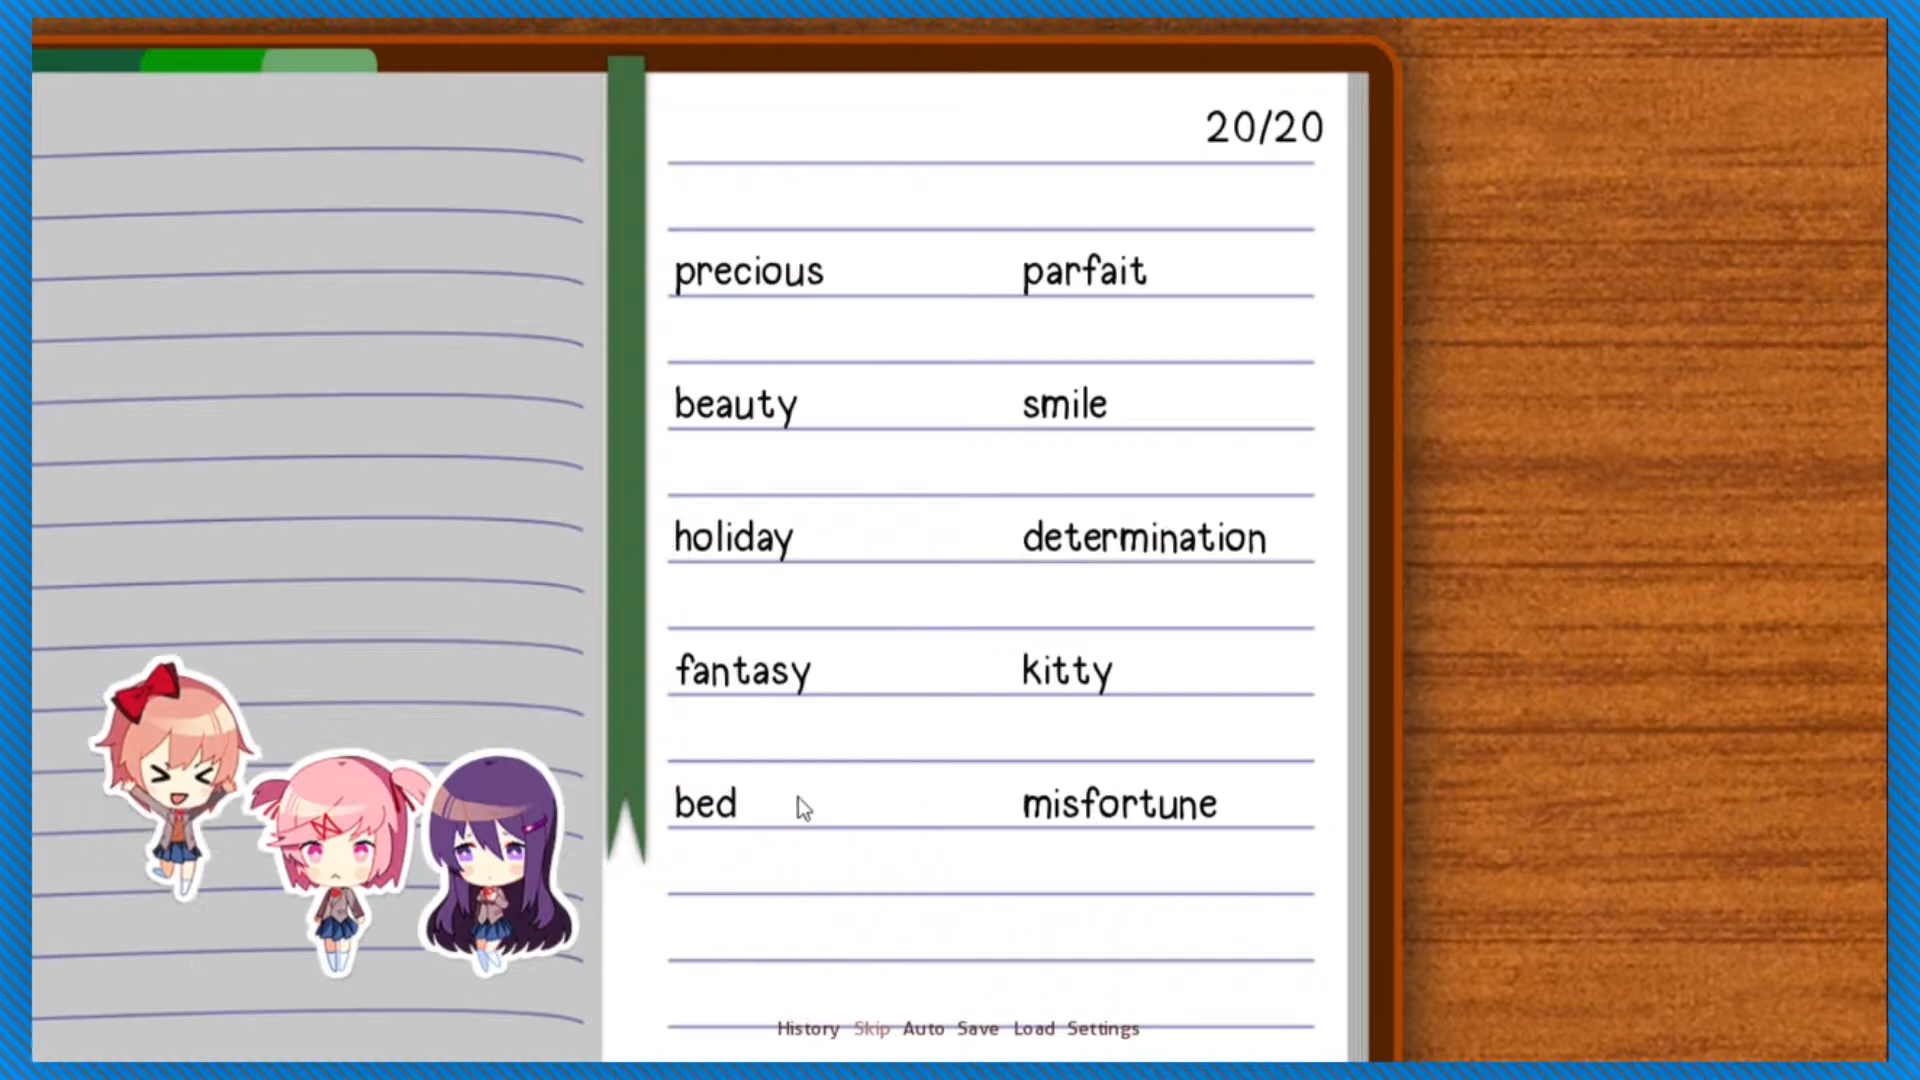 20/20
precious parfait
beauty smile
holiday determination
fantasy kitty
bed misfortune
History Skip Auto Save Load Settings